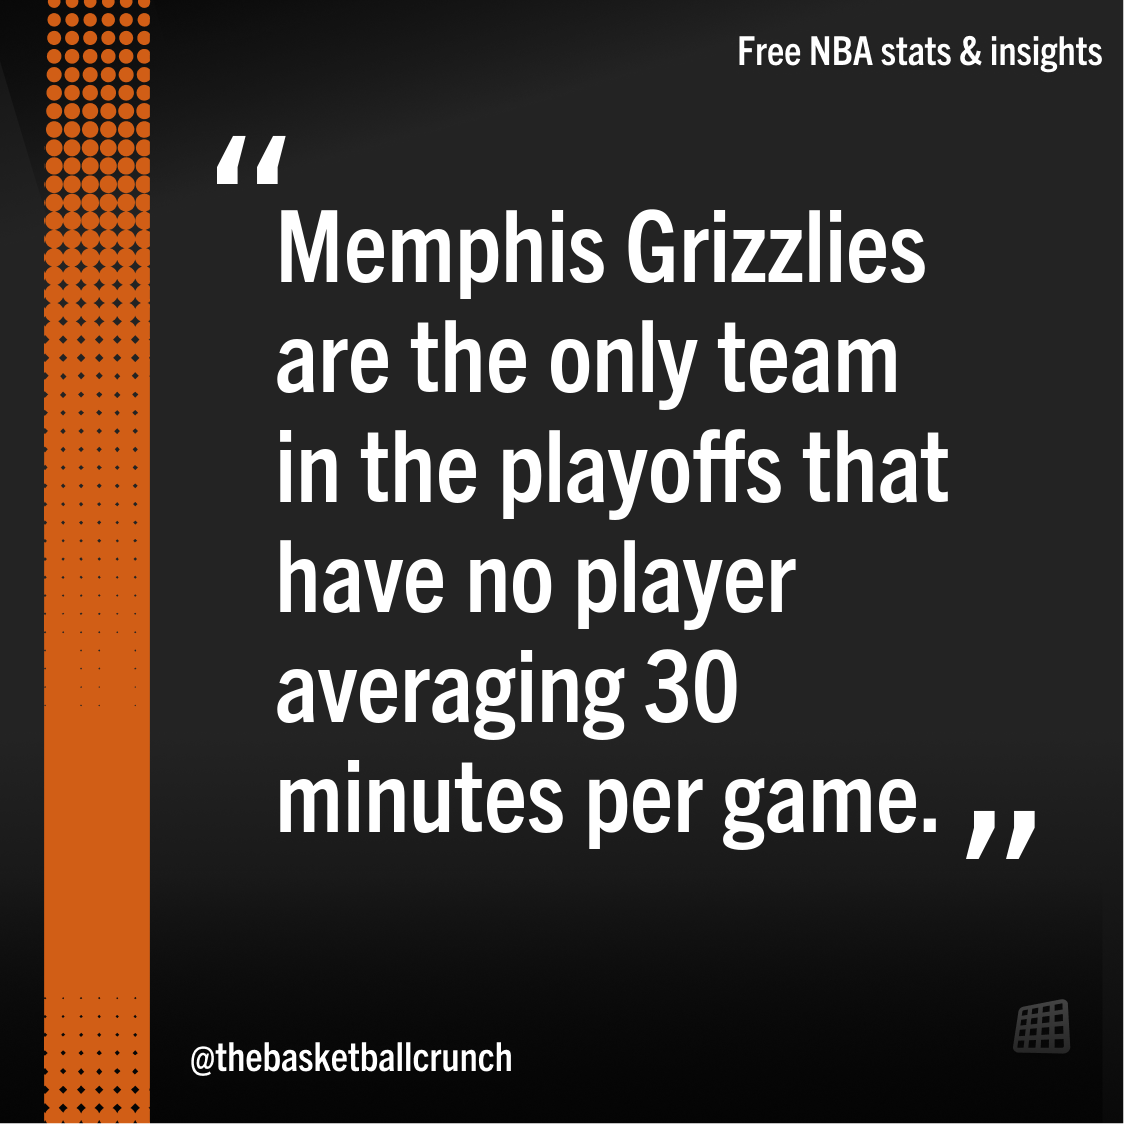 Free NBA stats & insights
“
Memphis Grizzlies
are the only team
in the playoffs that
have no player
averaging 30
minutes per game. ”
@thebasketballcrunch